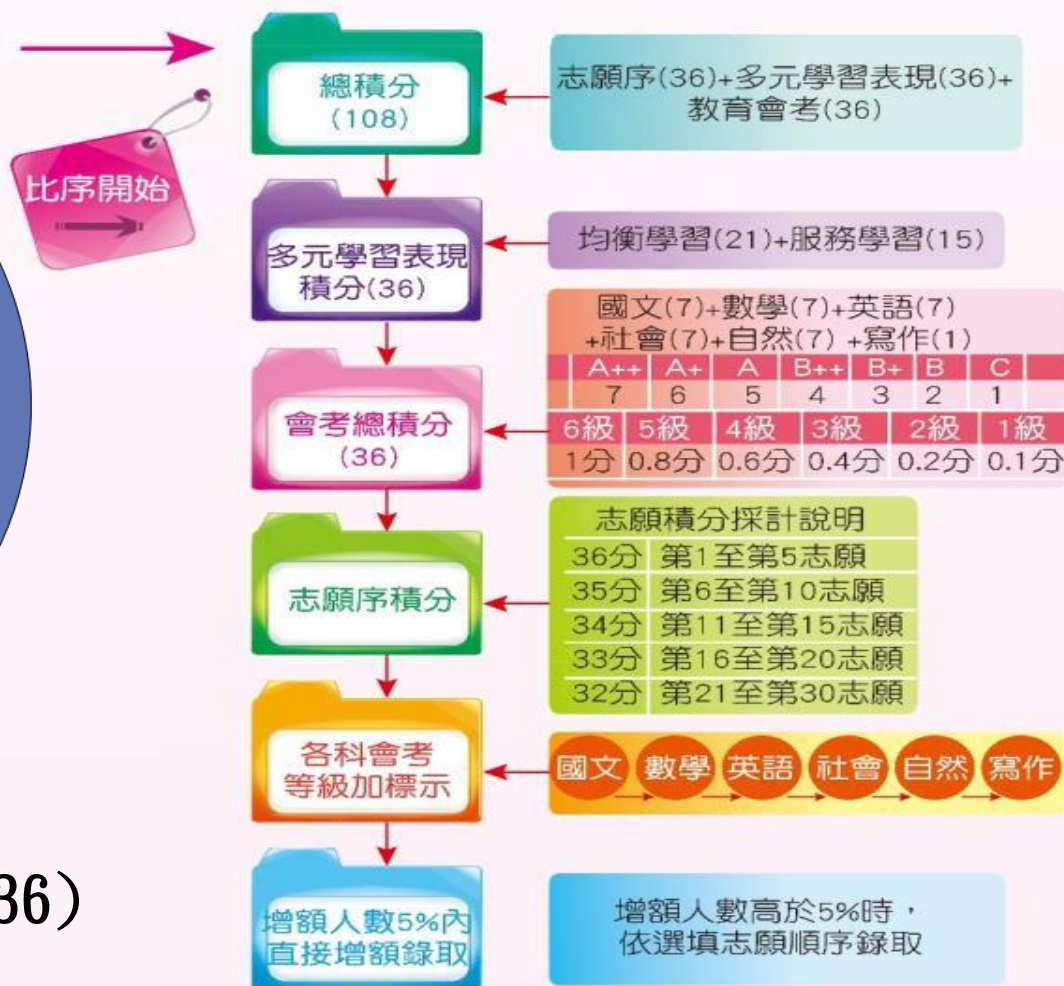 比序開始
總積分
(108)
志願序(36)+多元學習表現(36)+
教育會考(36)
多元學習表現
積分(36)
均衡學習(21)+服務學習(15)
會考總積分
(36)
國文(7)+數學(7)+英語(7)
+社會(7)+自然(7) +寫作(1)
A++ A+ A B++ B+ B C
7 6 5 4 3 2 1
6級 5級 4級 3級 2級 1級
1分 0.8分 0.6分 0.4分 0.2分 0.1分
志願序積分
志願積分採計說明
36分 第1至第5志願
35分 第6至第10志願
34分 第11至第15志願
33分 第16至第20志願
32分 第21至第30志願
各科會考
等級加標示
國文 數學 英語 社會 自然 寫作
36)
增額人數5%內
直接增額錄取
增額人數高於5%時，
依選填志願順序錄取